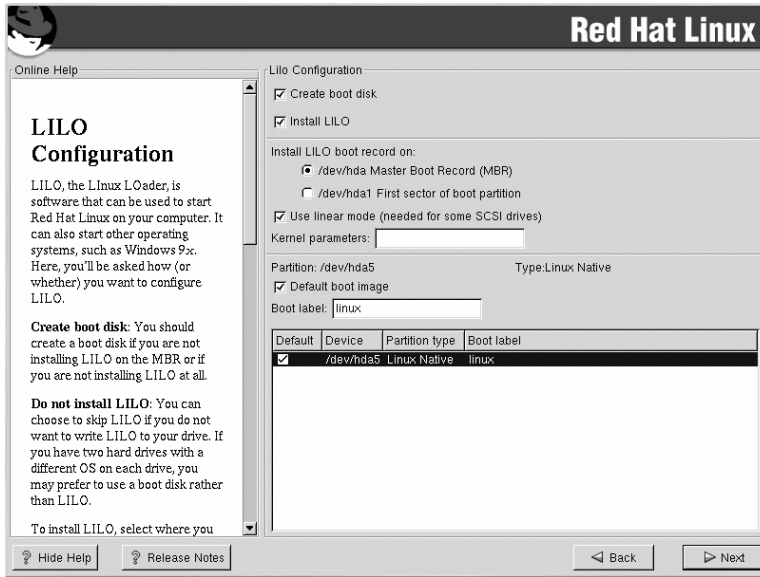 Red Hat Linux
Online Help
LILO
Configuration
LILO, the LInux LOader, is
software that can be used to start
Red Hat Linux on your computer. It
can also start other operating
systems, such as Windows 9x.
Here, you'll be asked how (or
whether) you want to configure
LILO.
Create boot disk: You should
create a boot disk if you are not
installing LILO on the MBR or if
you are not installing LILO at all.
Do not install LILO: You can
choose to skip LILO if you do not
want to write LILO to your drive. If
you have two hard drives with a
different OS on each drive, you
may prefer to use a boot disk rather
than LILO.
To install LILO, select where you
Lilo Configuration
Create boot disk
Install LILO
Install LILO boot record on:
/dev/hda Master Boot Record (MBR)
/dev/hda1 First sector of boot partition
Use linear mode (needed for some SCSI drives)
Kernel parameters:
Partition: /dev/hda5 Type:Linux Native
Default boot image
Boot label: linux
Default Device Partition type Boot label
/dev/hda5 Linux Native linux
Hide Help Release Notes Back Next